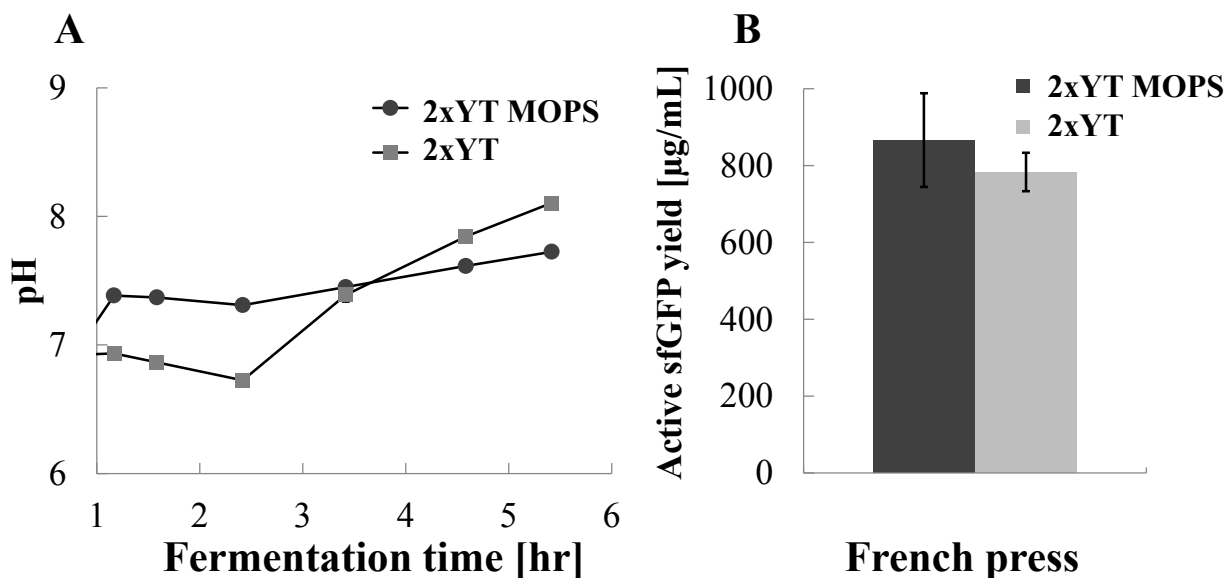 A
9
8
7
6
pH
2xYT MOPS
2xYT
1 2 3 4 5 6
Fermentation time [hr]
B
1000
800
600
400
200
0
Active sfGFP yield [µg/mL]
2xYT MOPS
2xYT
French press